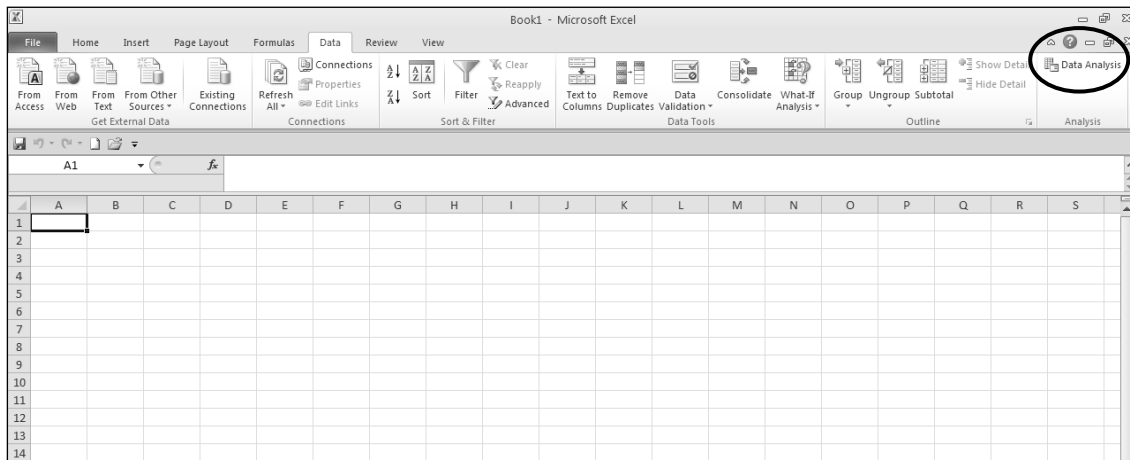 Book1 - Microsoft Excel
File Home Insert Page Layout Formulas Data Review View
From Access
From Web
From Text
From Other Sources
Existing Connections
Get External Data
Refresh All
Connections
Properties
Edit Links
Connections
Sort
Filter
Clear
Reapply
Advanced
Sort & Filter
Text to Columns
Remove Duplicates
Data Validation
Consolidate
What-If Analysis
Data Tools
Group
Ungroup
Subtotal
Show Detail
Hide Detail
Outline
Data Analysis
Analysis
A1
fx
A B C D E F G H I J K L M N O P Q R S
1
2
3
4
5
6
7
8
9
10
11
12
13
14